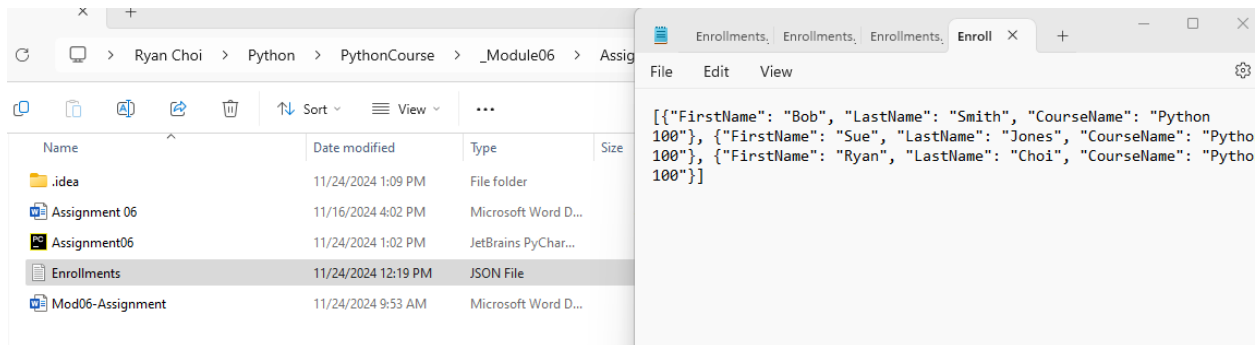 Ryan Choi > Python > PythonCourse > _Module06 > Assig
Sort View
Name Date modified Type Size
.idea 11/24/2024 1:09 PM File folder
Assignment 06 11/16/2024 4:02 PM Microsoft Word D...
Assignment06 11/24/2024 1:02 PM JetBrains PyChar...
Enrollments 11/24/2024 12:19 PM JSON File
Mod06-Assignment 11/24/2024 9:53 AM Microsoft Word D...
Enrollments. Enrollments. Enrollments. Enroll
File Edit View
[{"FirstName": "Bob", "LastName": "Smith", "CourseName": "Python
100"}, {"FirstName": "Sue", "LastName": "Jones", "CourseName": "Pytho
100"}, {"FirstName": "Ryan", "LastName": "Choi", "CourseName": "Pytho
100"}]